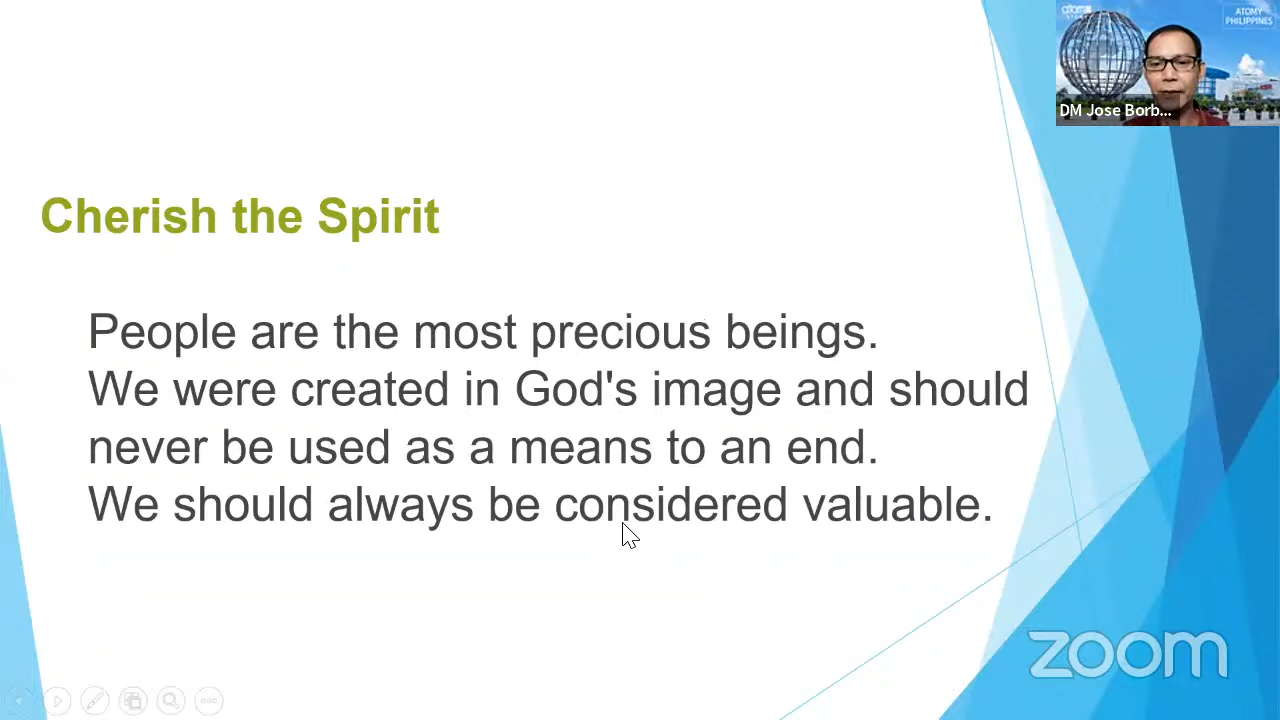 ATOMY
PHILIPPINES
DM Jose Borb...
Cherish the Spirit
People are the most precious beings.
We were created in God's image and should
never be used as a means to an end.
We should always be considered valuable.
zoom